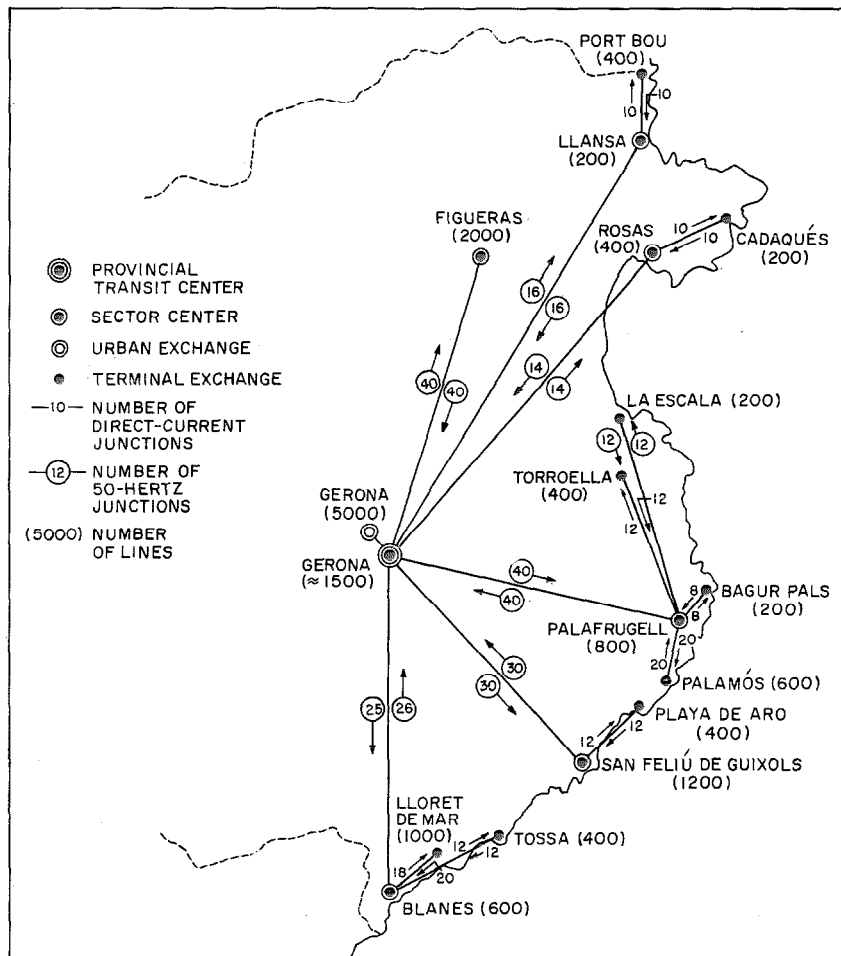 PORT BOU
(400)
10
10
LLANSA
(200)
FIGUERAS
(2000)
ROSAS
(400)
10
10
CADAQUÉS
(200)
PROVINCIAL
TRANSIT CENTER
SECTOR CENTER
URBAN EXCHANGE
TERMINAL EXCHANGE
10
NUMBER OF
DIRECT-CURRENT
JUNCTIONS
12
NUMBER OF
50-HERTZ
JUNCTIONS
(5000) NUMBER
OF LINES
16
16
14
14
40
40
LA ESCALA (200)
12
12
TORROELLA
(400)
12
12
GERONA
(5000)
GERONA
(≈1500)
40
40
8
8
BAGUR PALS
(200)
PALAFRUGELL
(800)
20
20
PALAMÓS (600)
30
30
PLAYA DE ARO
(400)
12
12
SAN FELIÚ DE GUIXOLS
(1200)
25
26
LLORET
DE MAR
(1000)
12
12
TOSSA (400)
18
20
BLANES (600)